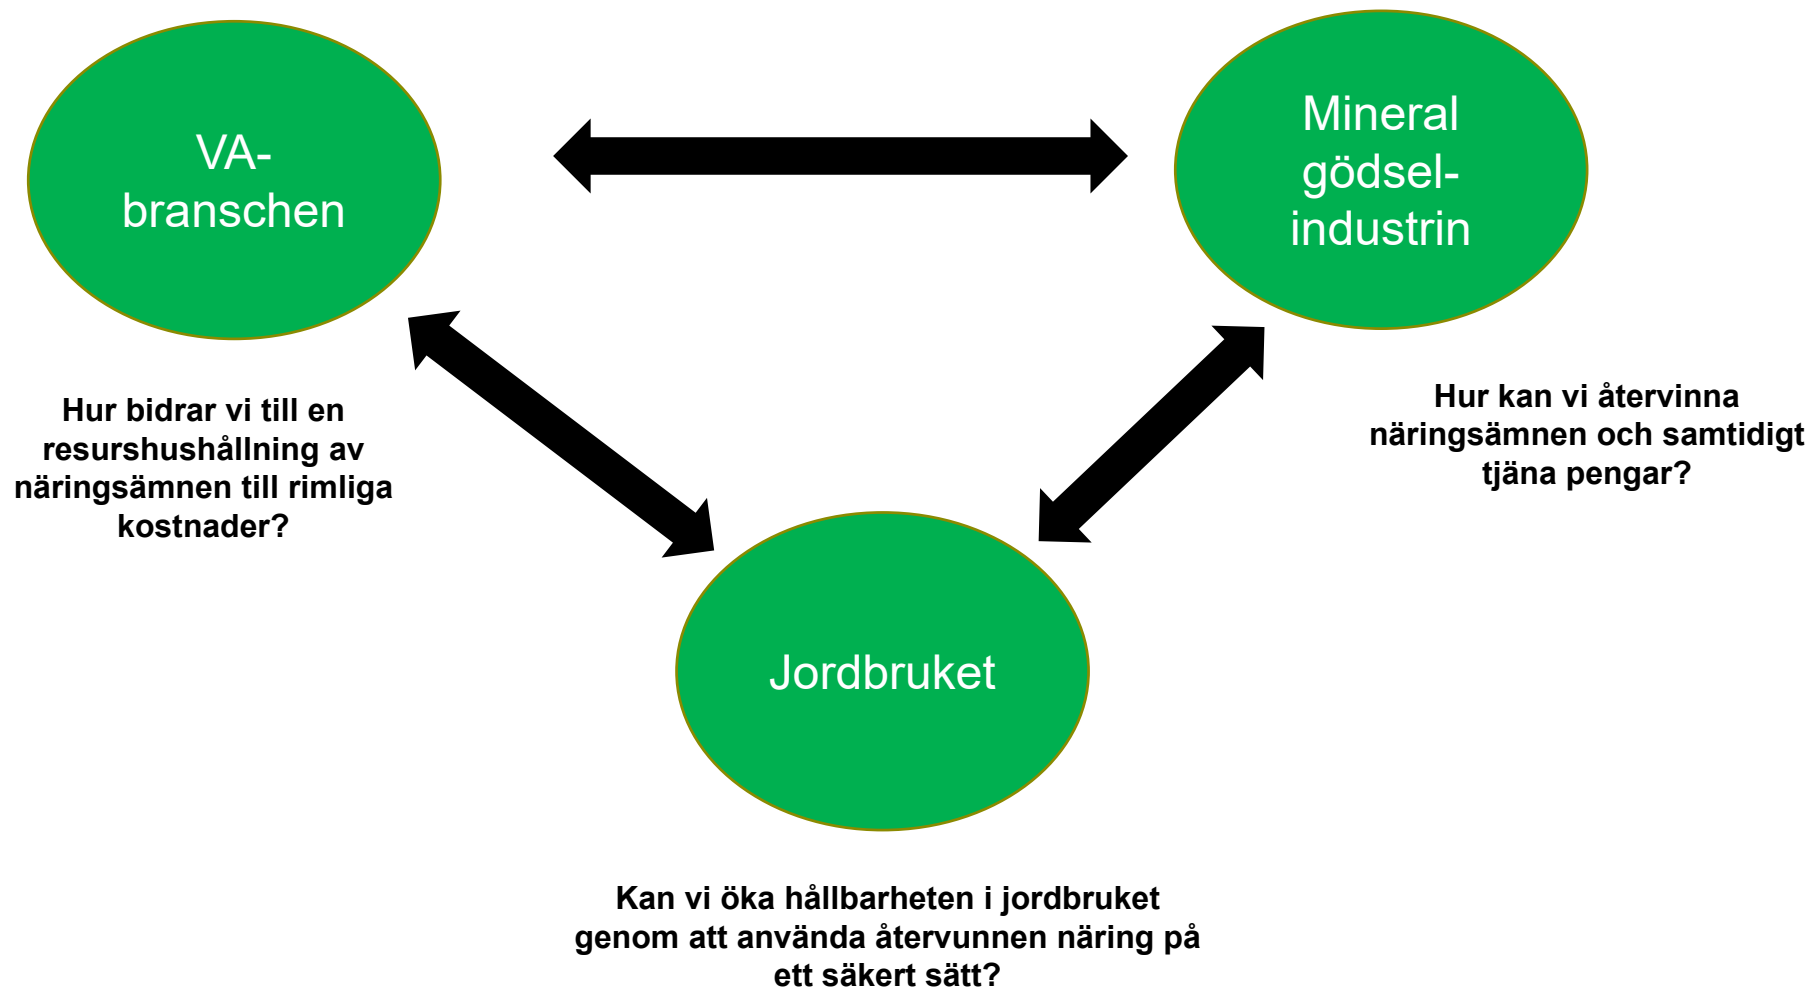 VA-
branschen
Mineral
gödsel-
industrin
Hur bidrar vi till en
resurshushållning av
näringsämnen till rimliga
kostnader?
Hur kan vi återvinna
näringsämnen och samtidigt
tjäna pengar?
Jordbruket
Kan vi öka hållbarheten i jordbruket
genom att använda återvunnen näring på
ett säkert sätt?